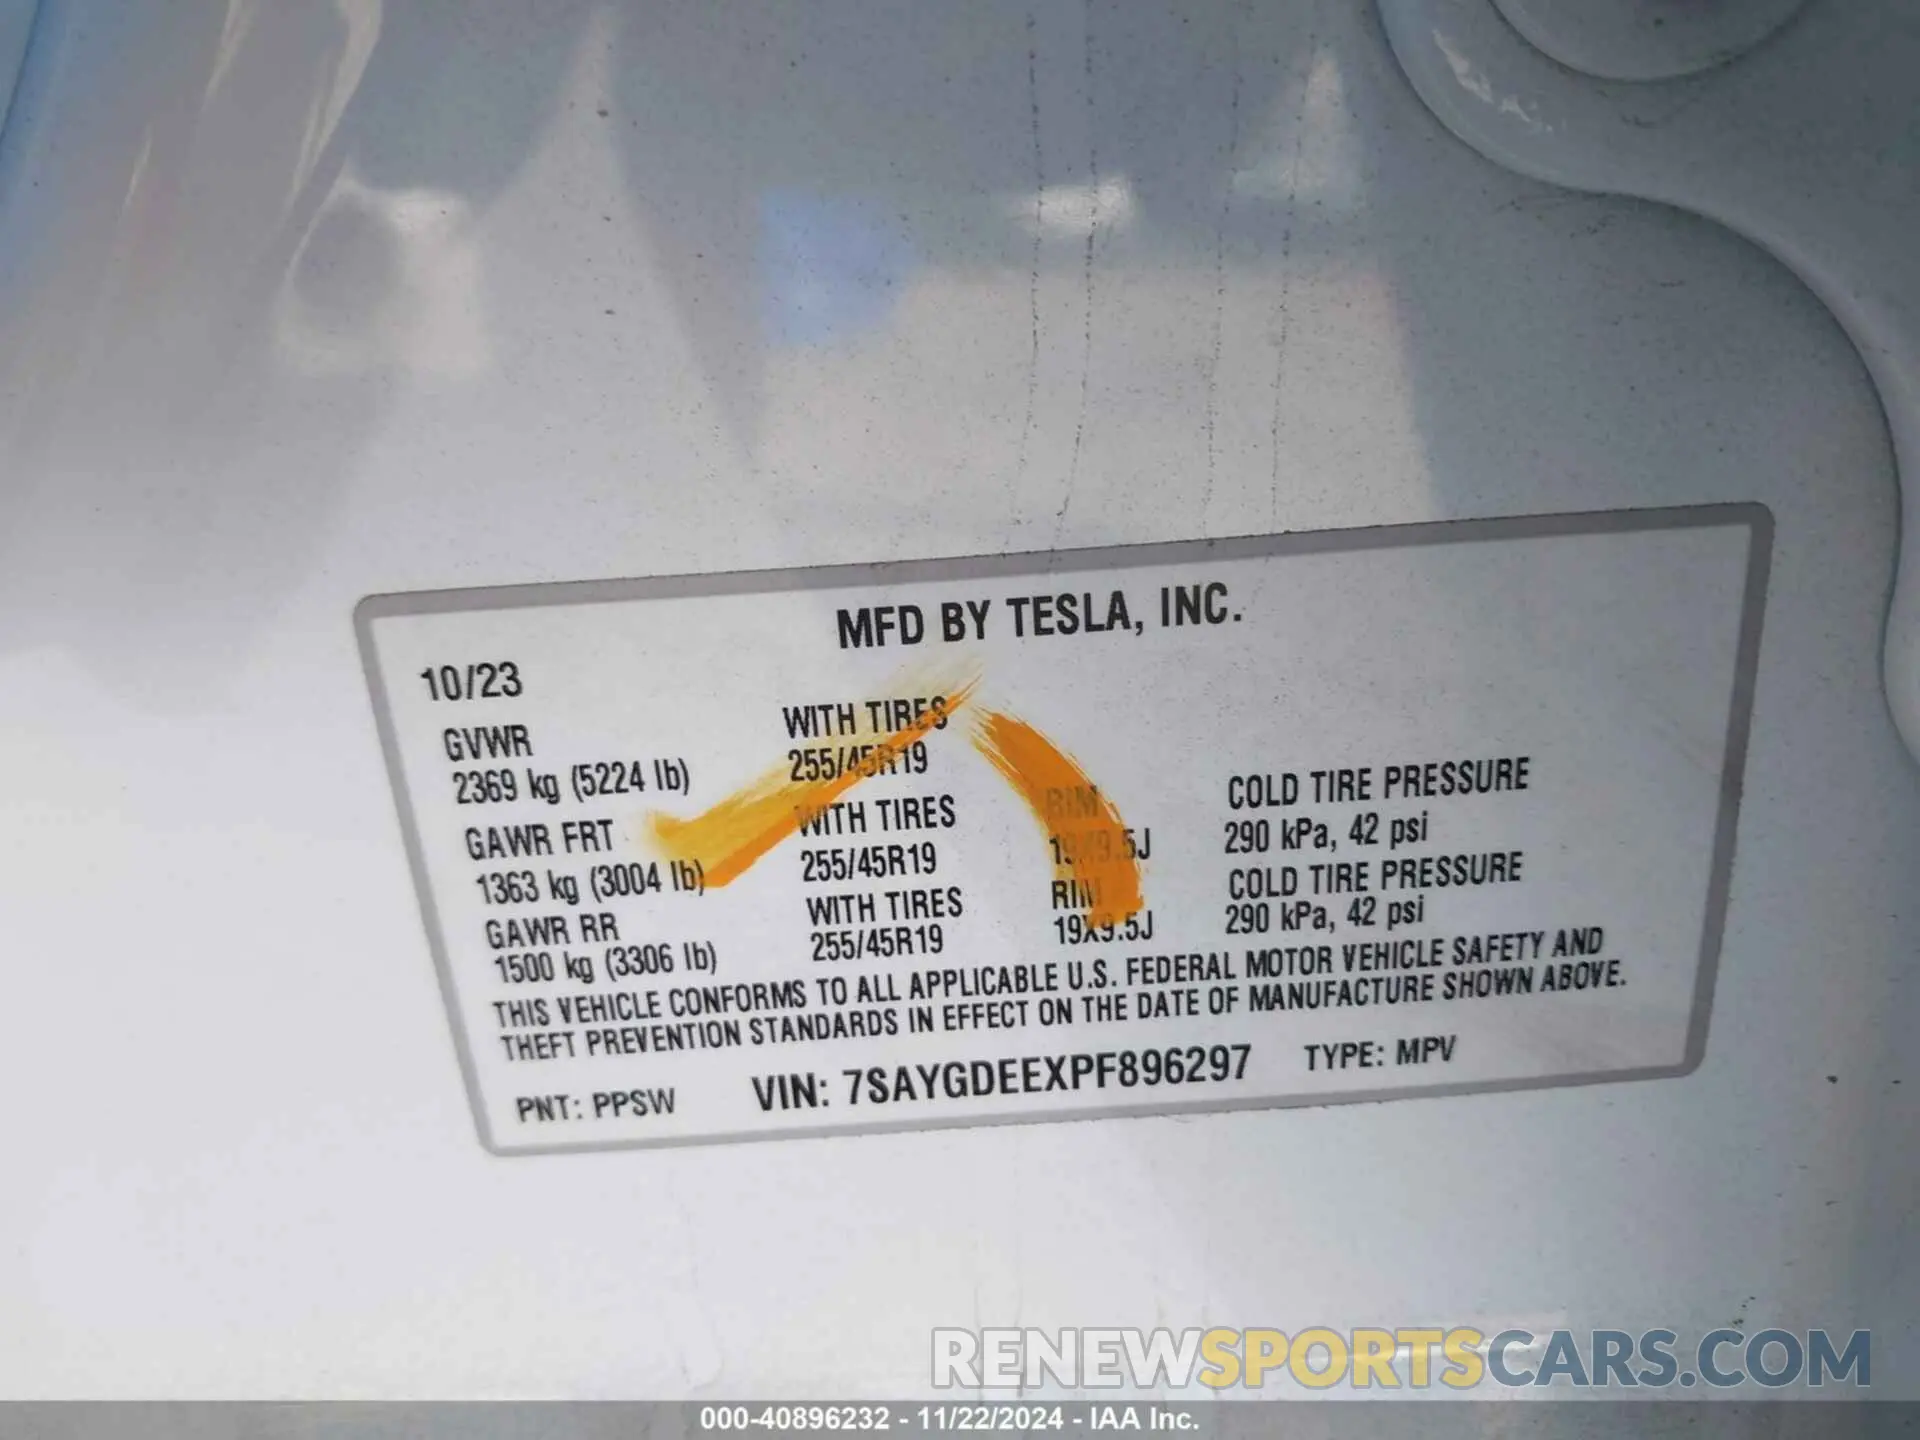 MFD BY TESLA, INC.
10/23
GVWR WITH TIRES
2369 kg (5224 lb) 255/45R19
GAWR FRT WITH TIRES RIM COLD TIRE PRESSURE
1363 kg (3004 lb) 255/45R19 19X9.5J 290 kPa, 42 psi
GAWR RR WITH TIRES RIM COLD TIRE PRESSURE
1500 kg (3306 lb) 255/45R19 19X9.5J 290 kPa, 42 psi
THIS VEHICLE CONFORMS TO ALL APPLICABLE U.S. FEDERAL MOTOR VEHICLE SAFETY AND
THEFT PREVENTION STANDARDS IN EFFECT ON THE DATE OF MANUFACTURE SHOWN ABOVE.
PNT: PPSW VIN: 7SAYGDEEXPF896297 TYPE: MPV
RENEWSPORTSCARS.COM
000-40896232 - 11/22/2024 - IAA Inc.